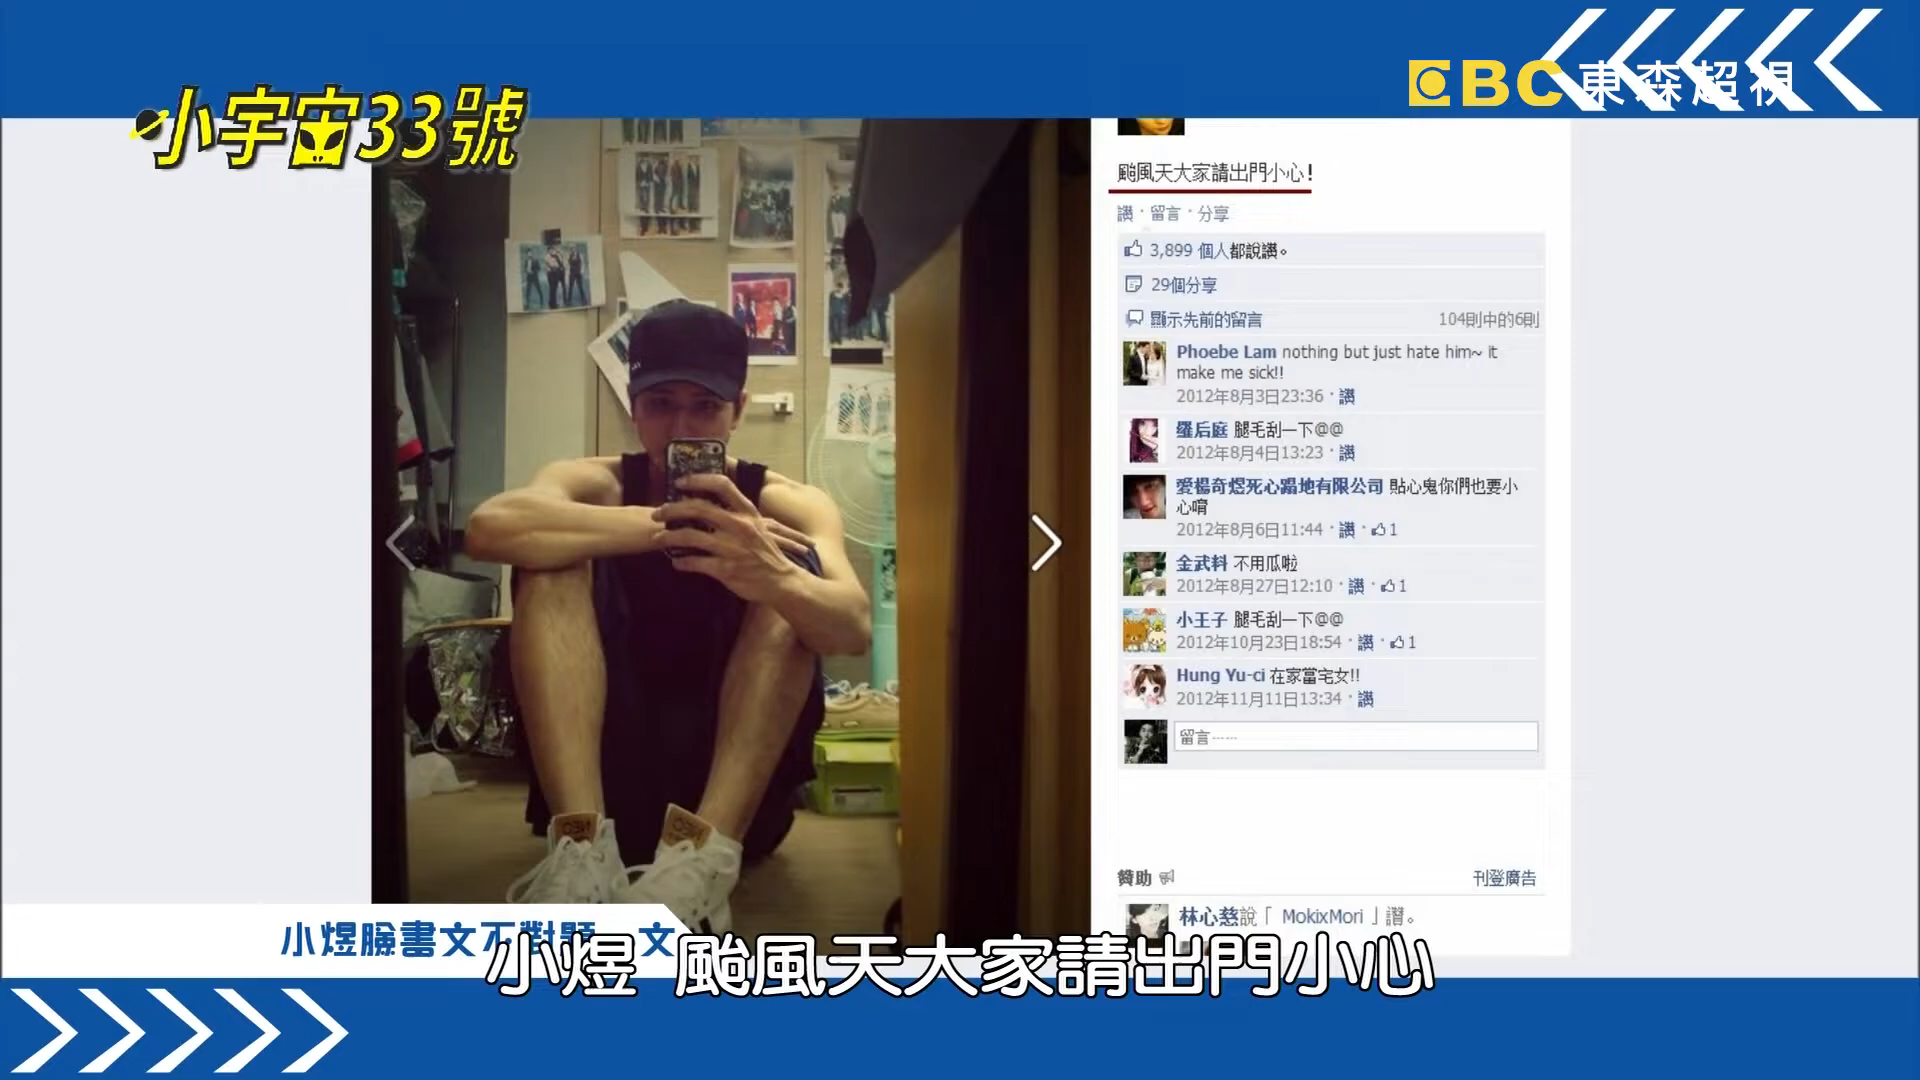 小宇宙33號
EBC 東森超視
颱風天大家請出門小心!
讚・留言・分享
3,899 個人都說讚。
29個分享
顯示先前的留言
104則中的6則
Phoebe Lam nothing but just hate him~ it
make me sick!!
2012年8月3日23:36・讚
羅后庭 腿毛刮一下@@
2012年8月4日13:23・讚
愛楊奇煜死心蹋地有限公司 貼心鬼你們也要小
心唷
2012年8月6日11:44・讚・1
金武料 不用瓜啦
2012年8月27日12:10・讚・1
小王子 腿毛刮一下@@
2012年10月23日18:54・讚・1
Hung Yu-ci 在家當宅女!!
2012年11月11日13:34・讚
留言……
贊助
刊登廣告
林心慈說「 MokixMori 」讚。
小煜臉書文不對題 文
小煜 颱風天大家請出門小心